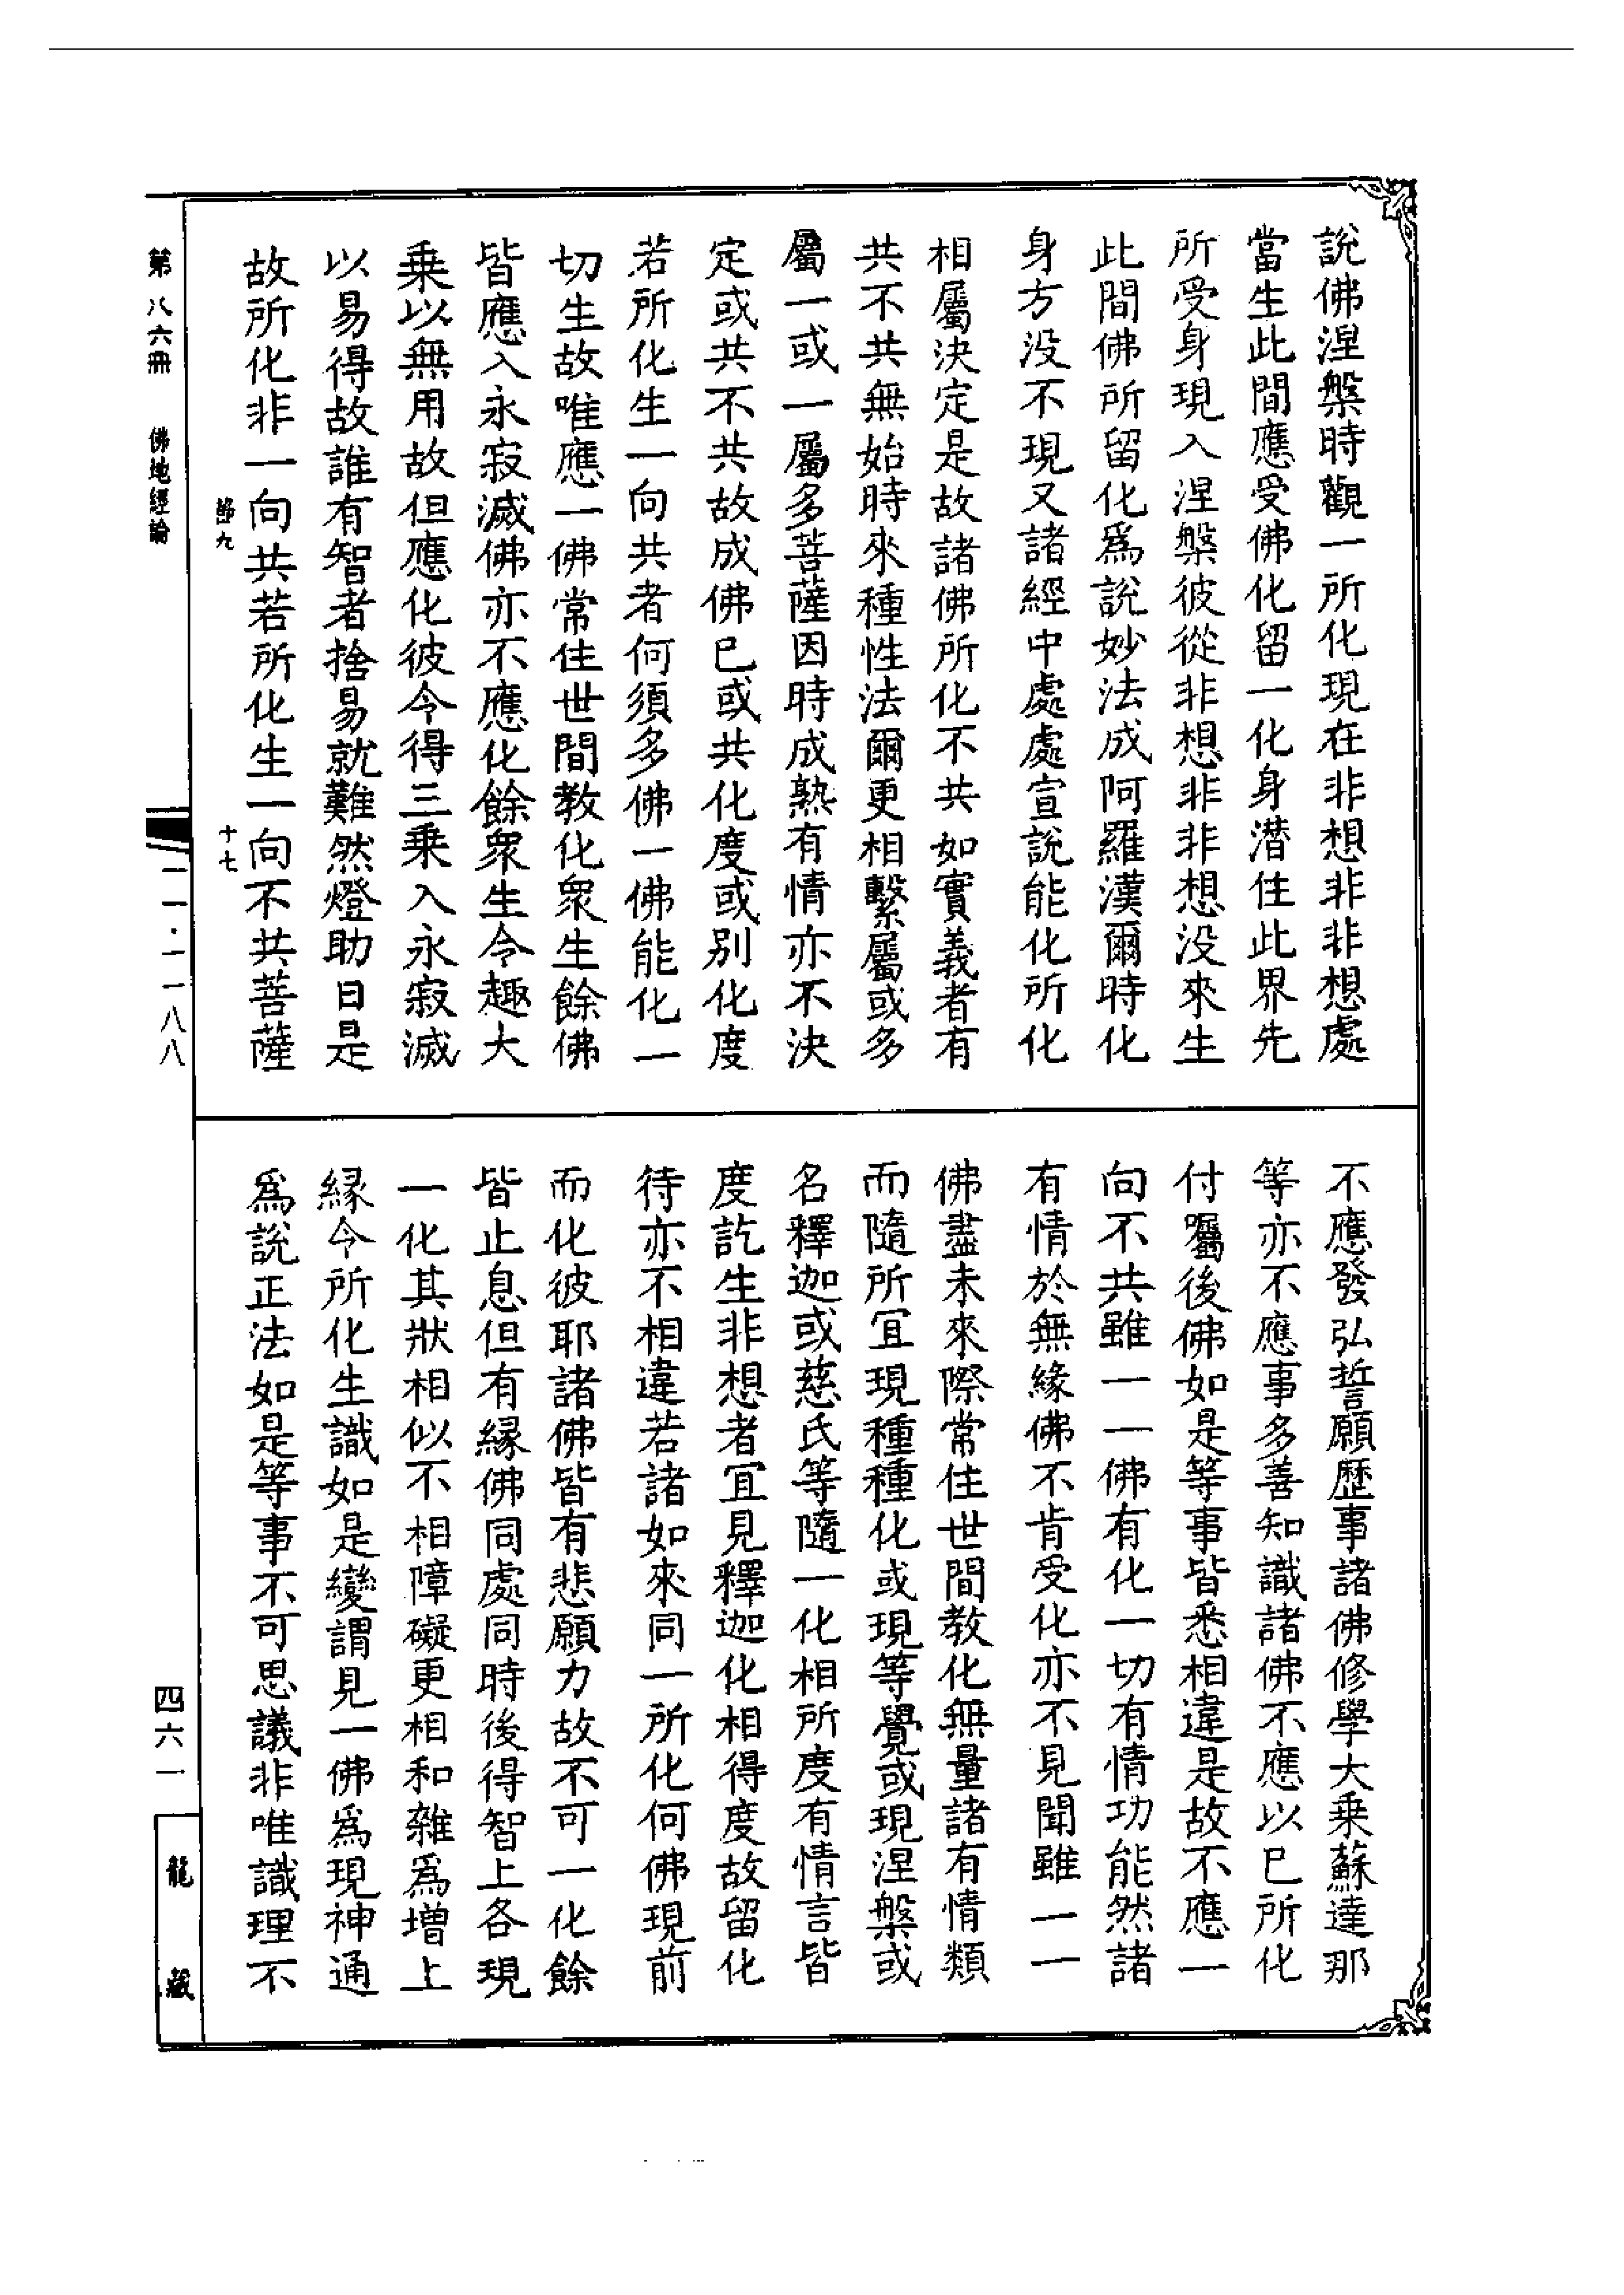 說佛涅槃時觀一所化現在非想非非想處
當生此間應受佛化留一化身潛住此界先
所受身現入涅槃彼從非想非非想没來生
此間佛所留化爲說妙法成阿羅漢爾時化
身方没不現又諸經中處處宣說能化所化
相屬決定是故諸佛所化不共如實義者有
共不共無始時來種性法爾更相繫屬或多
屬一或一屬多菩薩因時成熟有情亦不決
定或共不共故成佛已或共化度或別化度
若所化生一向共者何須多佛一佛能化一
切生故唯應一佛常住世間教化衆生餘佛
皆應入永寂滅佛亦不應化餘衆生令趣大
乘以無用故但應化彼令得三乘入永寂滅
以易得故誰有智者捨易就難然燈助日是
故所化非一向共若所化生一向不共菩薩
不應發弘誓願歷事諸佛修學大乘蘇達那
等亦不應事多善知識諸佛不應以已所化
付囑後佛如是等事皆悉相違是故不應一
向不共雖一一佛有化一切有情功能然諸
有情於無緣佛不肯受化亦不見聞雖一一
佛盡未來際常住世間教化無量諸有情類
而隨所宜現種種化或現等覺或現涅槃或
名釋迦或慈氏等隨一化相所度有情言皆
度訖生非想者宜見釋迦化相得度故留化
待亦不相違若諸如來同一所化何佛現前
而化彼耶諸佛皆有悲願力故不可一化餘
皆止息但有緣佛同處同時後得智上各現
一化其狀相似不相障礙更相和雜爲增上
緣令所化生識如是變謂見一佛爲現神通
爲說正法如是等事不可思議非唯識理不
十七
第八六冊 佛地經論
四六一
龍藏